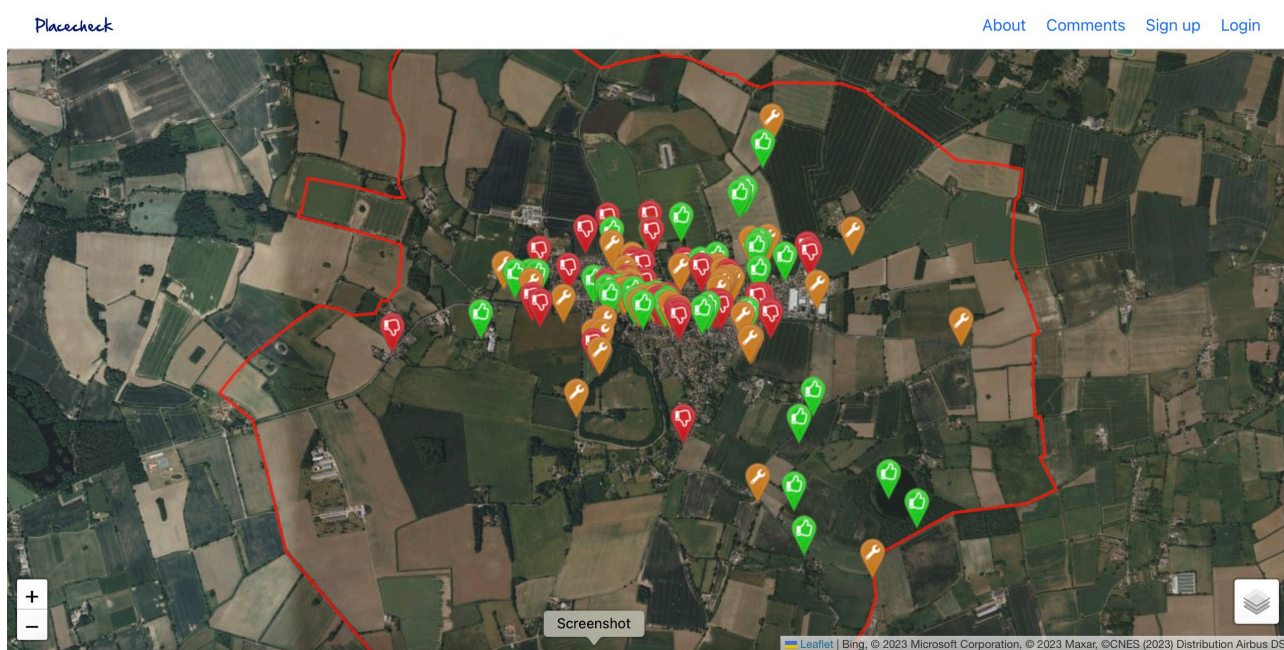 Placecheck
About Comments Sign up Login
+
−
Screenshot
Leaflet | Bing, © 2023 Microsoft Corporation, © 2023 Maxar, ©CNES (2023) Distribution Airbus DS